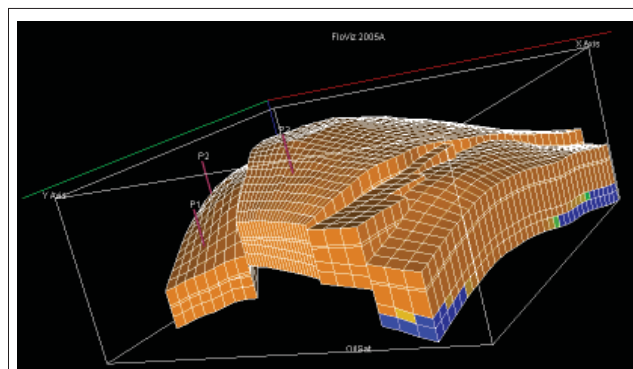 FloViz 2005A
X Axis
P3
P2
Y Axis
P1
OilSat